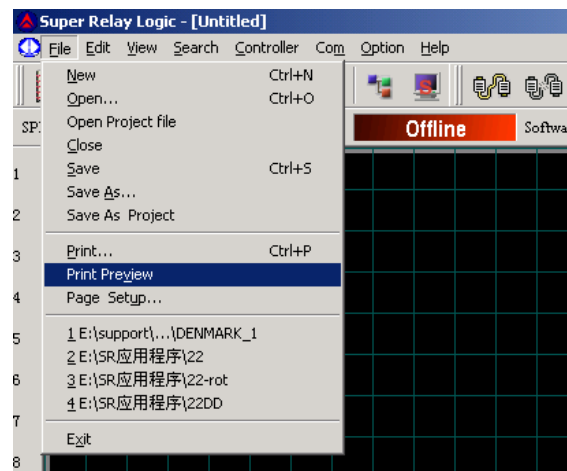 Super Relay Logic - [Untitled]
File Edit View Search Controller Com Option Help
New Ctrl+N
Open... Ctrl+O
Open Project file
Close
Save Ctrl+S
Save As...
Save As Project
Print... Ctrl+P
Print Preview
Page Setup...
1 E:\support\...\DENMARK_1
2 E:\SR应用程序\22
3 E:\SR应用程序\22-rot
4 E:\SR应用程序\22DD
Exit
S
Offline
1
2
3
4
5
6
7
8